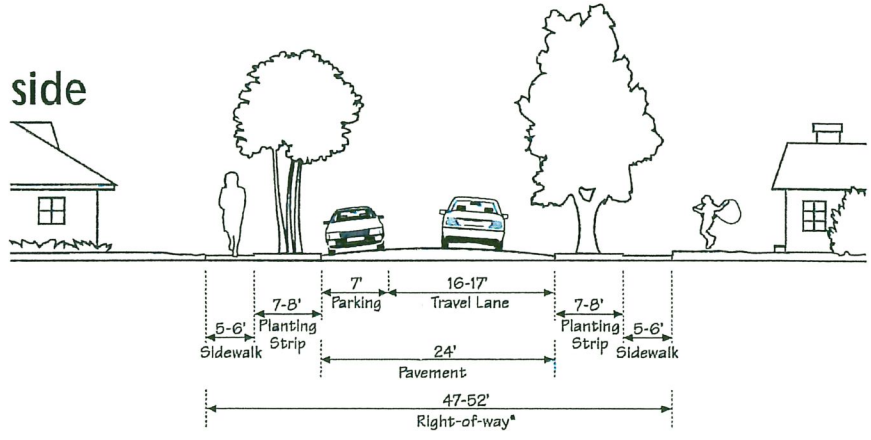 side
7' 16-17'
Parking Travel Lane
7-8' 7-8'
Planting Strip Planting Strip
5-6' 5-6'
Sidewalk Sidewalk
24'
Pavement
47-52'
Right-of-way*